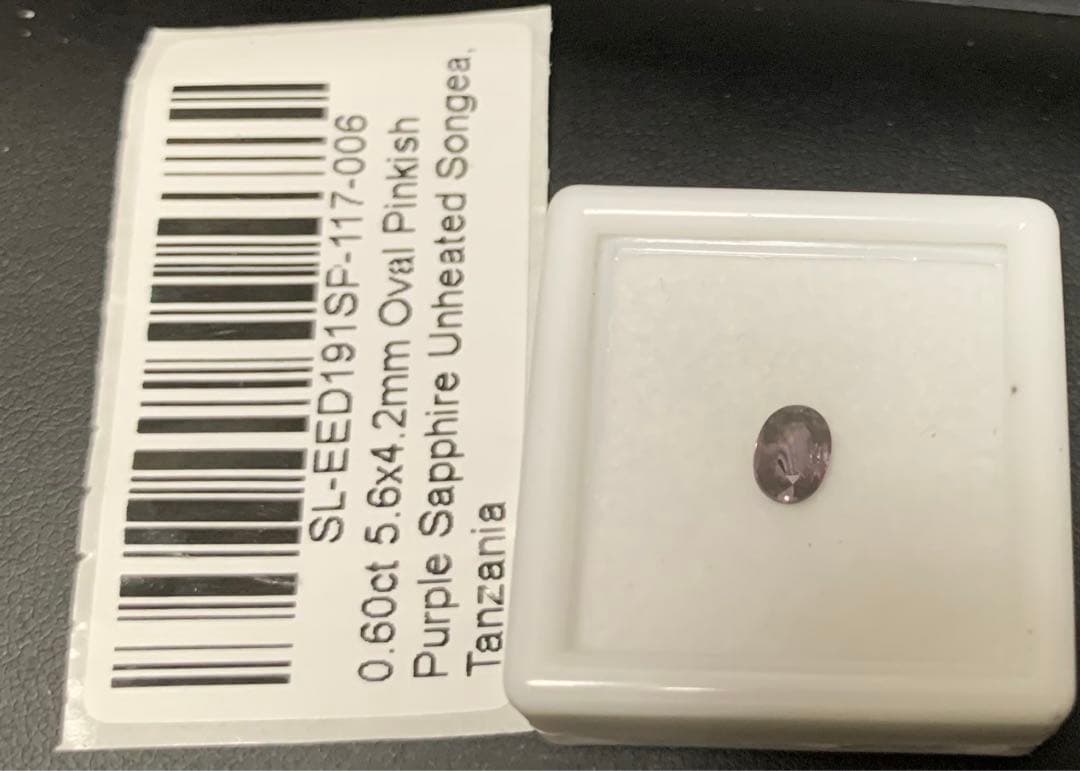 SL-EED191SP-117-006
0.60ct 5.6x4.2mm Oval Pinkish
Purple Sapphire Unheated Songea,
Tanzania